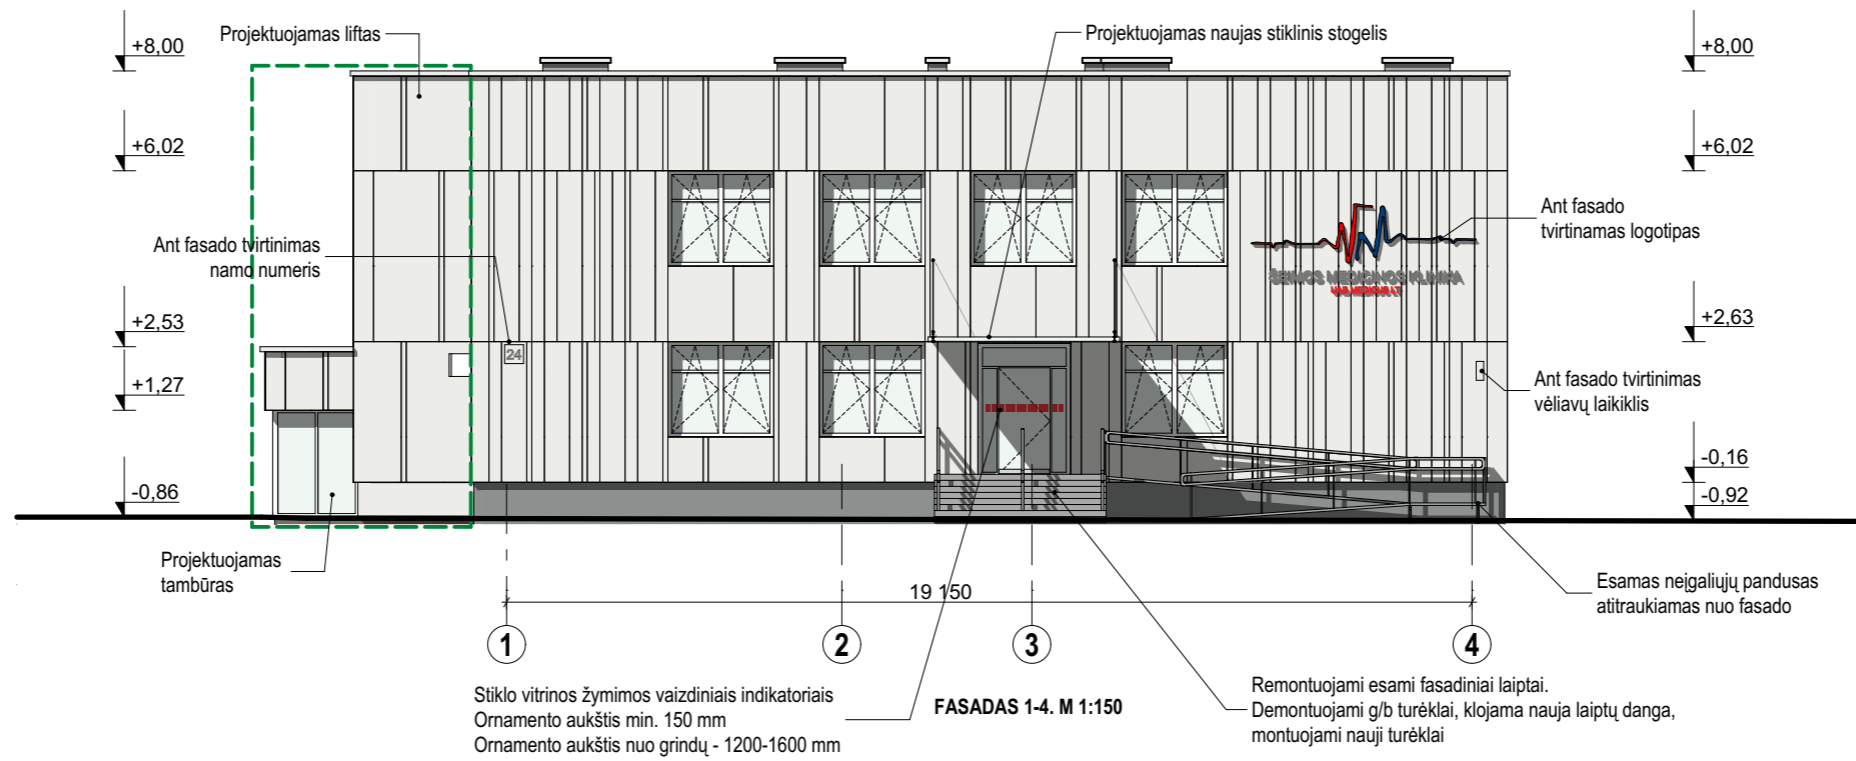 Projektuojamas liftas
Projektuojamas naujas stiklinis stogelis
+8,00
+8,00
+6,02
+6,02
Ant fasado
tvirtinamas logotipas
Ant fasado tvirtinimas
namo numeris
ŠEIMOS MEDICINOS KLINIKA
+2,53
+2,63
24
+1,27
Ant fasado tvirtinimas
vėliavų laikiklis
-0,16
-0,86
-0,92
Projektuojamas
tambūras
Esamas neįgaliųjų pandusas
atitraukiamas nuo fasado
19 150
1
2
3
4
Stiklo vitrinos žymimos vaizdiniais indikatoriais
Ornamento aukštis min. 150 mm
Ornamento aukštis nuo grindų - 1200-1600 mm
FASADAS 1-4. M 1:150
Remontuojami esami fasadiniai laiptai.
Demontuojami g/b turėklai, klojama nauja laiptų danga,
montuojami nauji turėklai